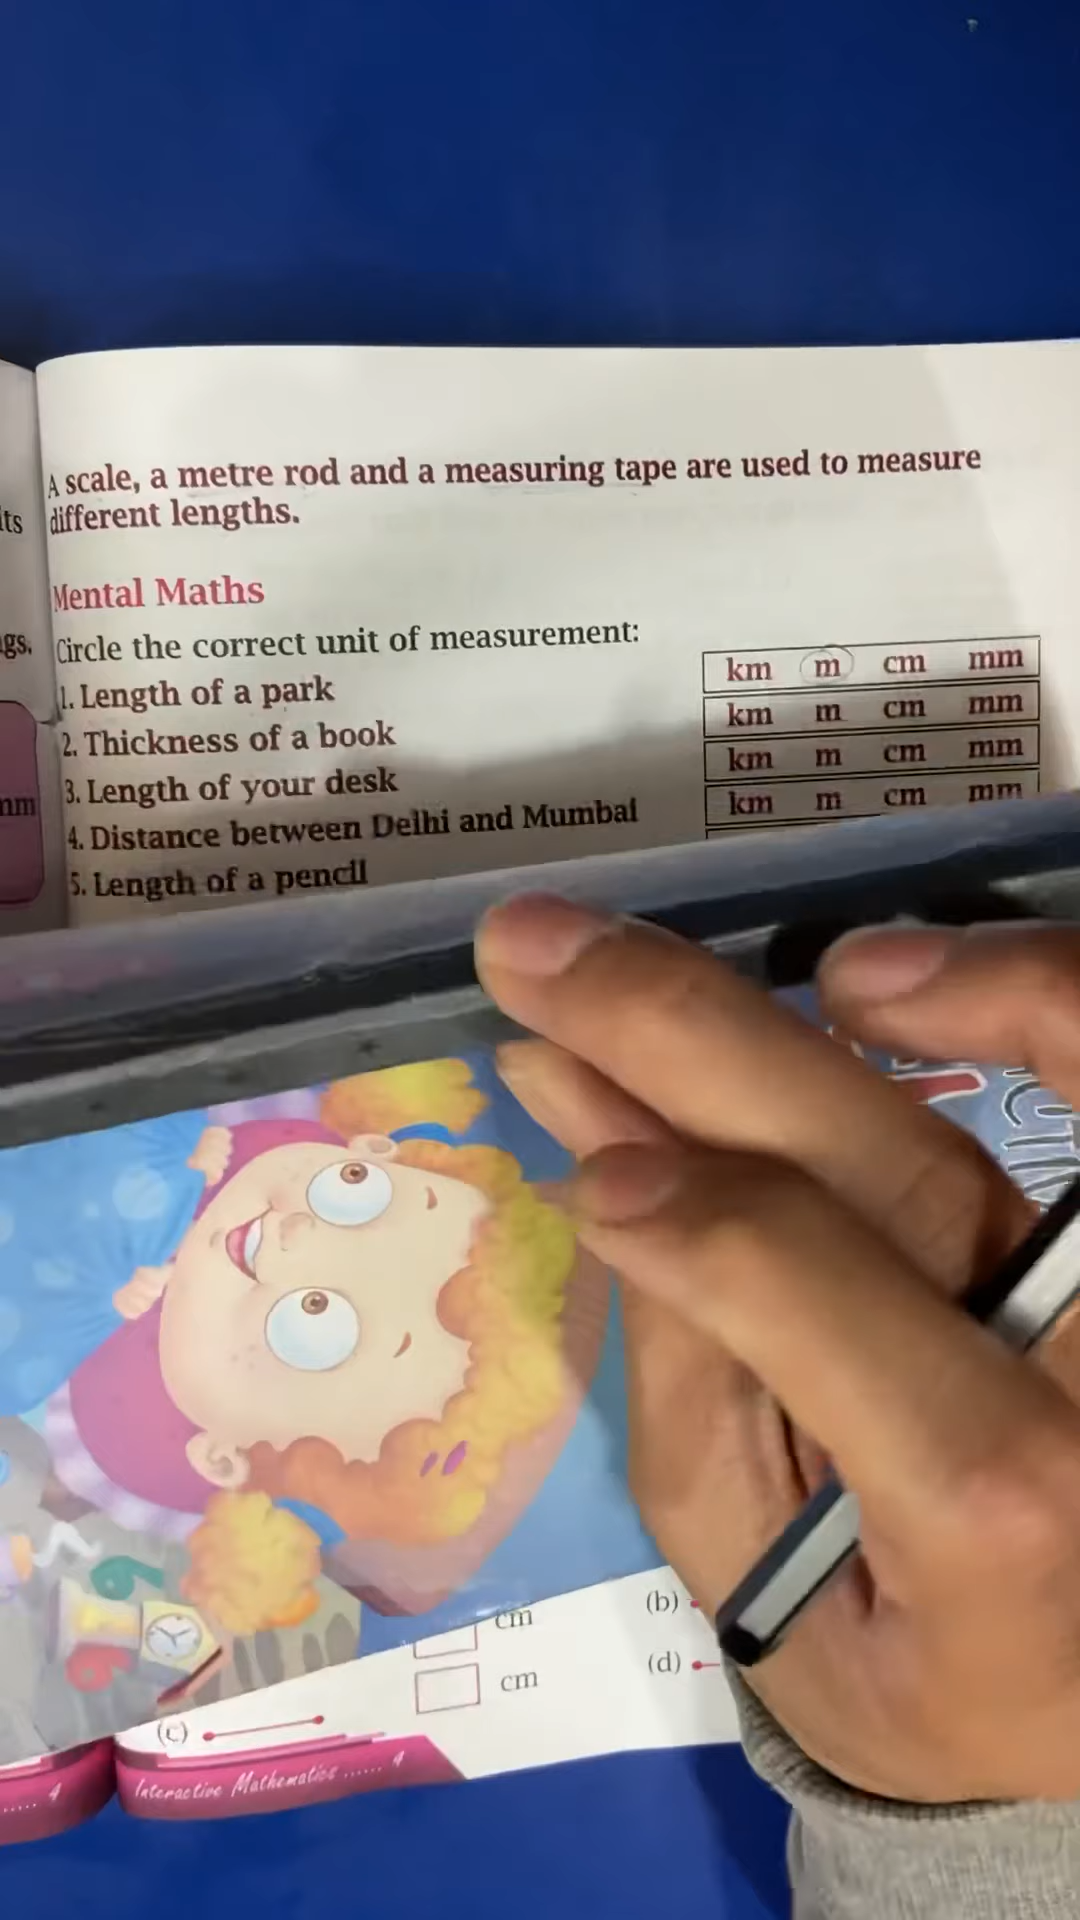 A scale, a metre rod and a measuring tape are used to measure
different lengths.
Mental Maths
Circle the correct unit of measurement:
1. Length of a park km m cm mm
2. Thickness of a book km m cm mm
3. Length of your desk km m cm mm
4. Distance between Delhi and Mumbai km m cm mm
5. Length of a pencil
cm (b)
cm (d)
(c)
Interactive Mathematics ...... 4
..... 4